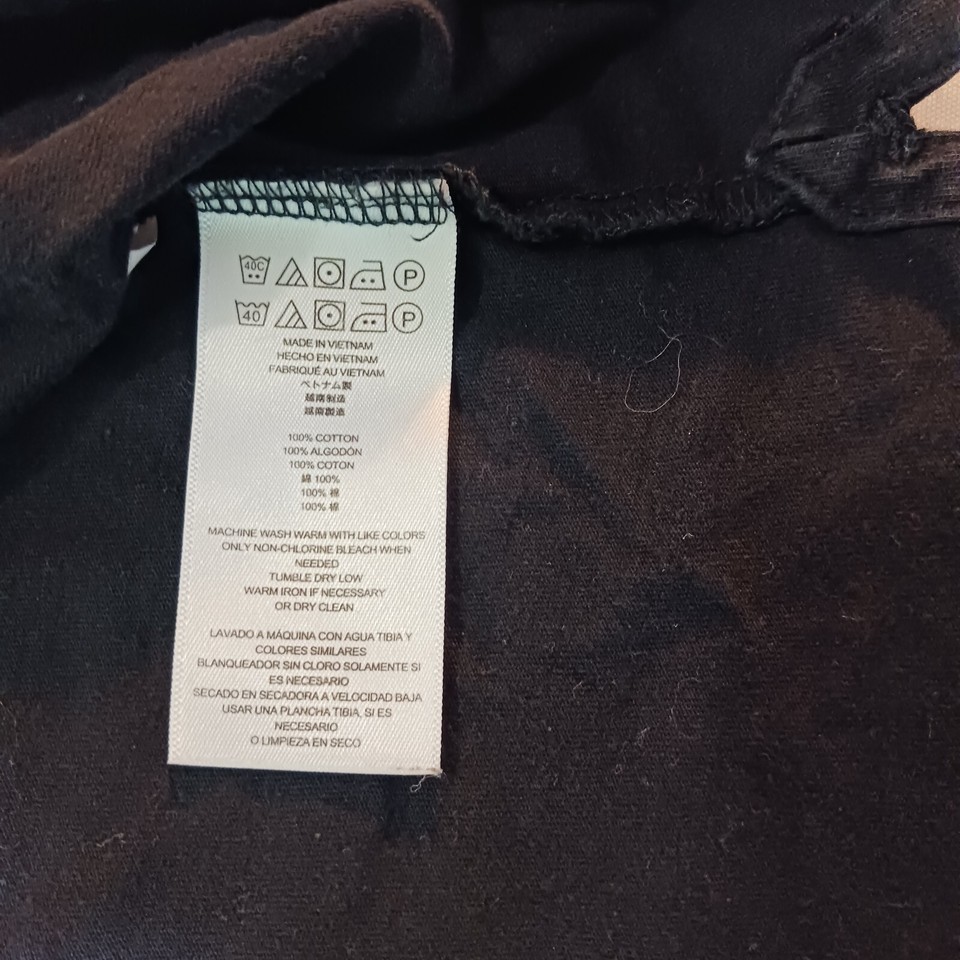 40C P
40 P
MADE IN VIETNAM
HECHO EN VIETNAM
FABRIQUÉ AU VIETNAM
ベトナム製
越南制造
越南製造
100% COTTON
100% ALGODÓN
100% COTON
綿 100%
100% 棉
100% 棉
MACHINE WASH WARM WITH LIKE COLORS
ONLY NON-CHLORINE BLEACH WHEN
NEEDED
TUMBLE DRY LOW
WARM IRON IF NECESSARY
OR DRY CLEAN
LAVADO A MÁQUINA CON AGUA TIBIA Y
COLORES SIMILARES
BLANQUEADOR SIN CLORO SOLAMENTE SI
ES NECESARIO
SECADO EN SECADORA A VELOCIDAD BAJA
USAR UNA PLANCHA TIBIA, SI ES
NECESARIO
O LIMPIEZA EN SECO